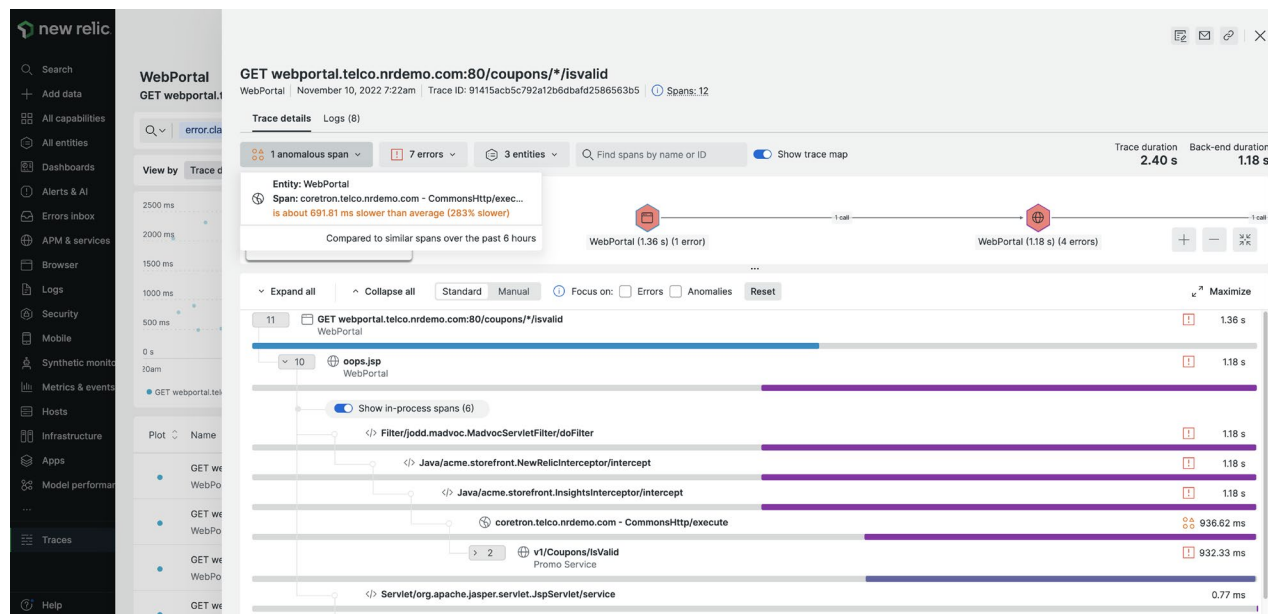 new relic
Search
Add data
All capabilities
All entities
Dashboards
Alerts & AI
Errors inbox
APM & services
Browser
Logs
Security
Mobile
Synthetic monito
Metrics & events
Hosts
Infrastructure
Apps
Model performan
...
Traces
Help
WebPortal
GET webportal.t
error.cla
View by Trace d
2500 ms
2000 ms
1500 ms
1000 ms
500 ms
0 s
GET webportal.tel
Plot Name
GET we
WebPo
GET we
WebPo
GET we
WebPo
GET we
GET webportal.telco.nrdemo.com:80/coupons/*/isvalid
WebPortal November 10, 2022 7:22am Trace ID: 91415acb5c792a12b6dbafd2586563b5 Spans: 12
Trace details Logs (8)
1 anomalous span 7 errors 3 entities Find spans by name or ID Show trace map
Trace duration Back-end duration
2.40 s 1.18 s
Entity: WebPortal
Span: coretron.telco.nrdemo.com - CommonsHttp/exec...
is about 691.81 ms slower than average (283% slower)
Compared to similar spans over the past 6 hours
1 call 1 call
WebPortal (1.36 s) (1 error) WebPortal (1.18 s) (4 errors)
...
Expand all Collapse all Standard Manual Focus on: Errors Anomalies Reset Maximize
11 GET webportal.telco.nrdemo.com:80/coupons/*/isvalid 1.36 s
WebPortal
10 oops.jsp 1.18 s
WebPortal
Show in-process spans (6)
</> Filter/jodd.madvoc.MadvocServletFilter/doFilter 1.18 s
</> Java/acme.storefront.NewRelicInterceptor/intercept 1.18 s
</> Java/acme.storefront.InsightsInterceptor/intercept 1.18 s
coretron.telco.nrdemo.com - CommonsHttp/execute 936.62 ms
2 v1/Coupons/IsValid 932.33 ms
Promo Service
</> Servlet/org.apache.jasper.servlet.JspServlet/service 0.77 ms